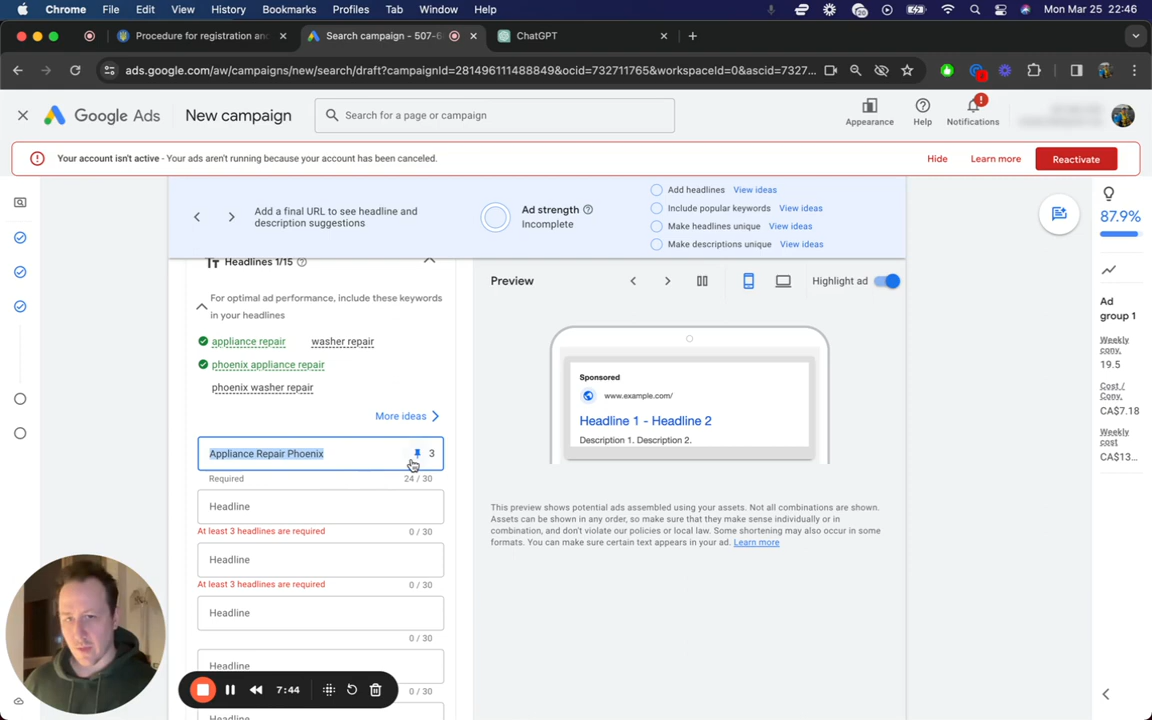 Chrome File Edit View History Bookmarks Profiles Tab Window Help
20
Mon Mar 25 22:46
Procedure for registration an
Search campaign - 507-6
ChatGPT
ads.google.com/aw/campaigns/new/search/draft?campaignId=281496111488849&ocid=732711765&workspaceId=0&ascid=7327...
Google Ads
New campaign
Search for a page or campaign
Appearance
Help
Notifications
Your account isn't active - Your ads aren't running because your account has been canceled.
Hide
Learn more
Reactivate
Add a final URL to see headline and
description suggestions
Ad strength
Incomplete
Add headlines View ideas
Include popular keywords View ideas
Make headlines unique View ideas
Make descriptions unique View ideas
87.9%
Ad
group 1
Weekly
conv.
19.5
Cost /
Conv.
CA$7.18
Weekly
cost
CA$13...
Headlines 1/15
For optimal ad performance, include these keywords
in your headlines
appliance repair washer repair
phoenix appliance repair
phoenix washer repair
More ideas
Appliance Repair Phoenix 3
Required 24 / 30
Headline
At least 3 headlines are required 0 / 30
Headline
At least 3 headlines are required 0 / 30
Headline
0 / 30
Headline
0 / 30
Preview
Highlight ad
Sponsored
www.example.com/
Headline 1 - Headline 2
Description 1. Description 2.
This preview shows potential ads assembled using your assets. Not all combinations are shown.
Assets can be shown in any order, so make sure that they make sense individually or in
combination, and don't violate our policies or local law. Some shortening may also occur in some
formats. You can make sure certain text appears in your ad. Learn more
7:44